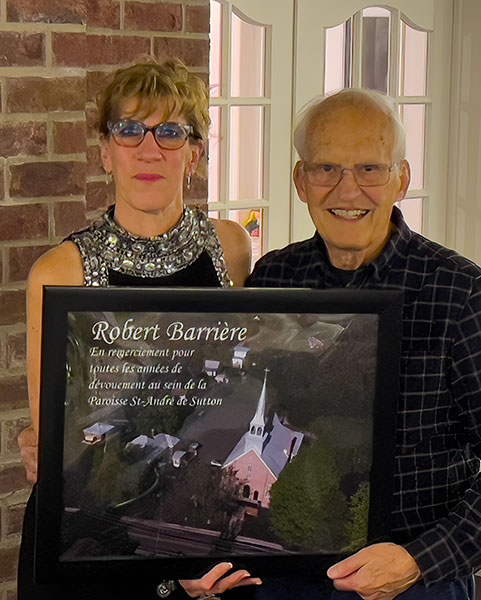 Robert Barrière
En remerciement pour
toutes les années de
dévouement au sein de la
Paroisse St-André de Sutton